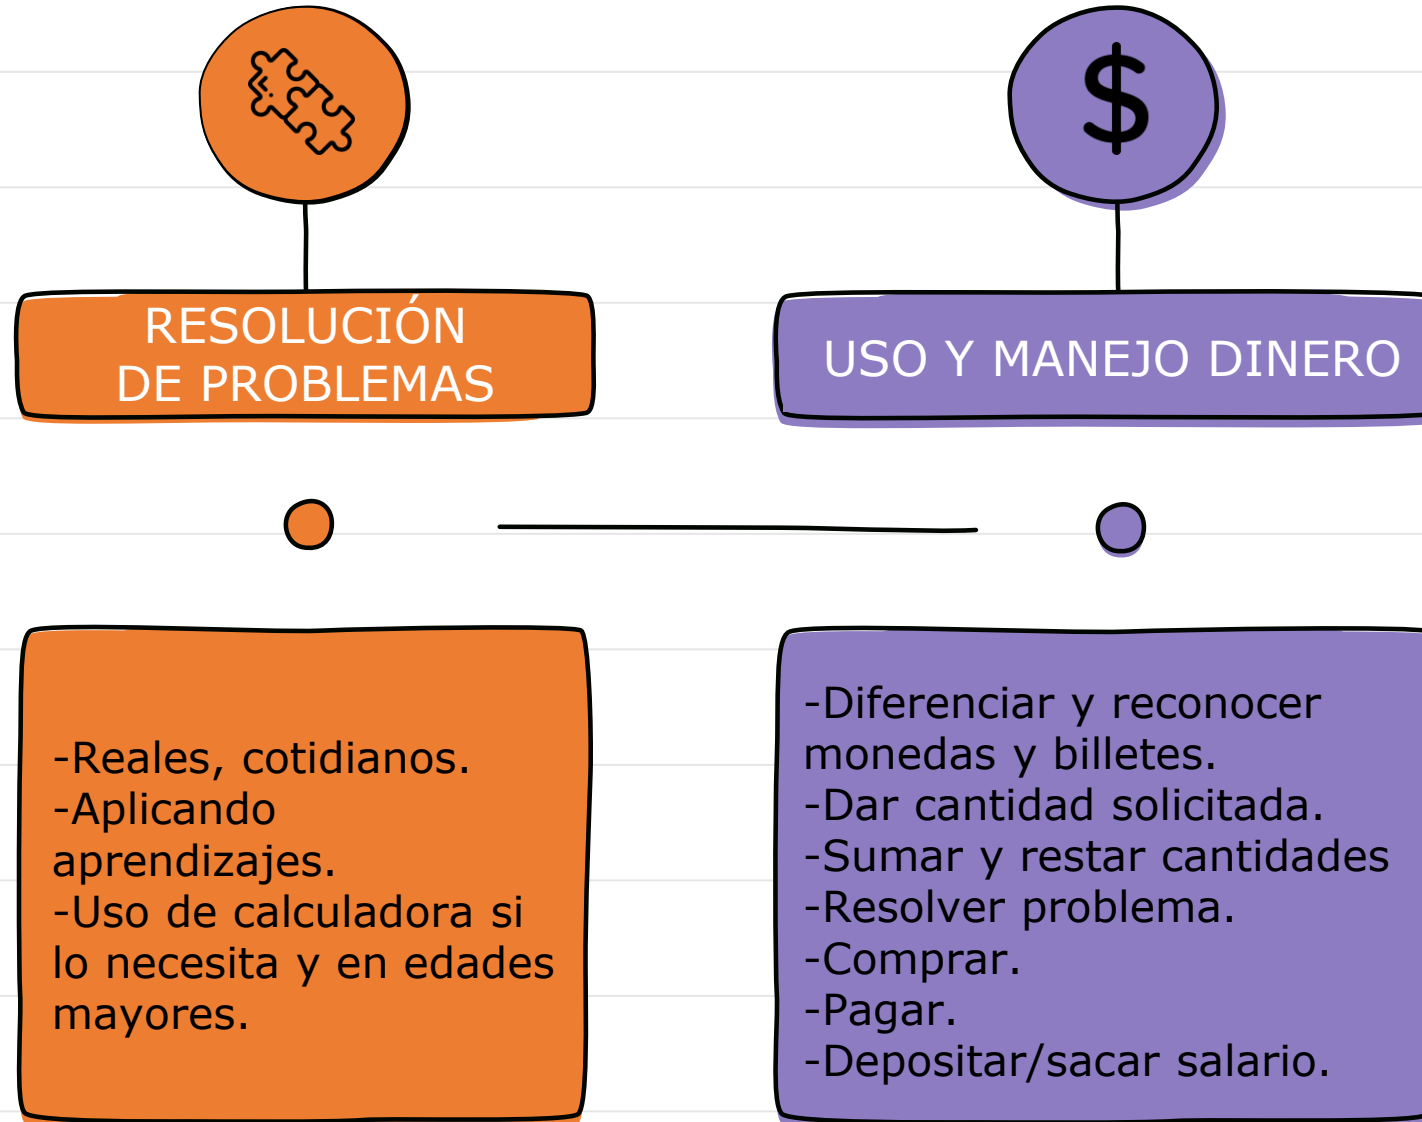 RESOLUCIÓN
DE PROBLEMAS
-Reales, cotidianos.
-Aplicando
aprendizajes.
-Uso de calculadora si
lo necesita y en edades
mayores.
$
USO Y MANEJO DINERO
-Diferenciar y reconocer
monedas y billetes.
-Dar cantidad solicitada.
-Sumar y restar cantidades
-Resolver problema.
-Comprar.
-Pagar.
-Depositar/sacar salario.